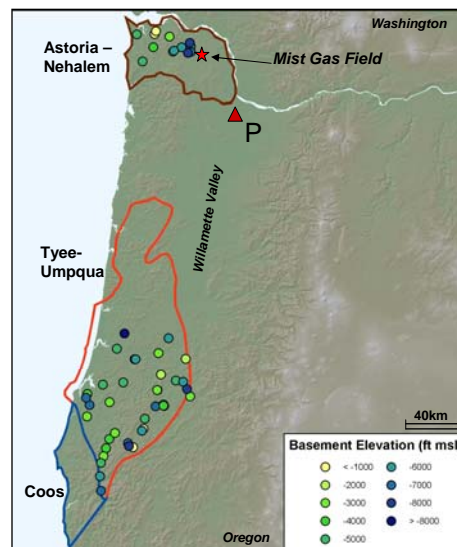 Washington
Astoria –
Nehalem
Mist Gas Field
P
Willamette Valley
Tyee-
Umpqua
40km
Basement Elevation (ft msl
< -1000
-2000
-3000
-4000
-5000
-6000
-7000
-8000
> -8000
Coos
Oregon